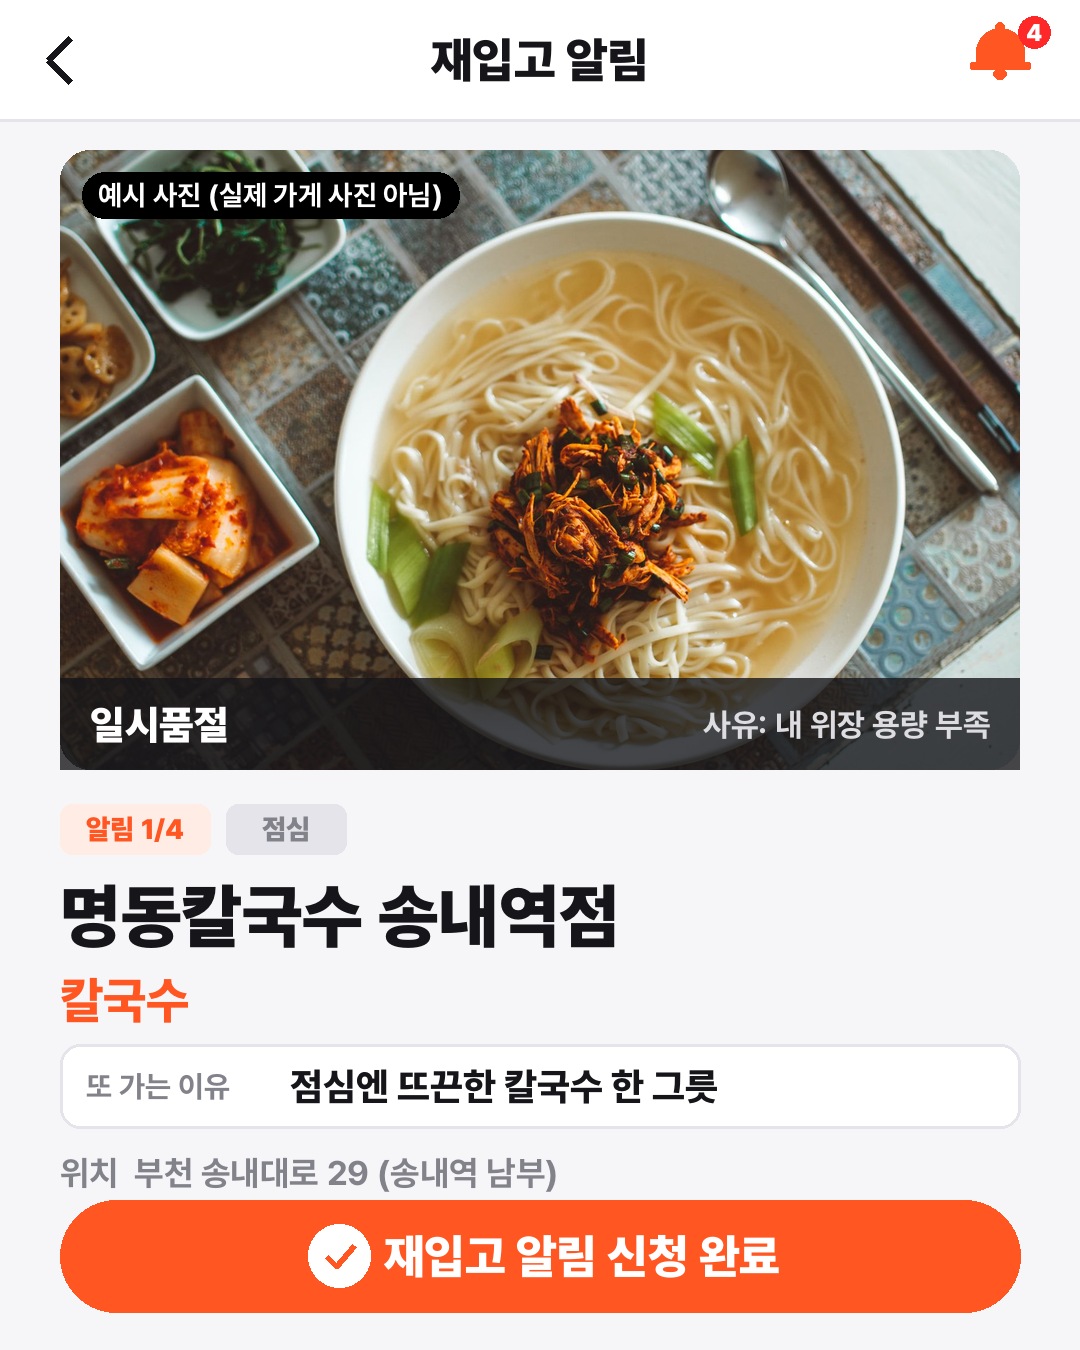 재입고 알림
4
예시 사진 (실제 가게 사진 아님)
일시품절
사유: 내 위장 용량 부족
알림 1/4
점심
명동칼국수 송내역점
칼국수
또 가는 이유 점심엔 뜨끈한 칼국수 한 그릇
위치 부천 송내대로 29 (송내역 남부)
재입고 알림 신청 완료